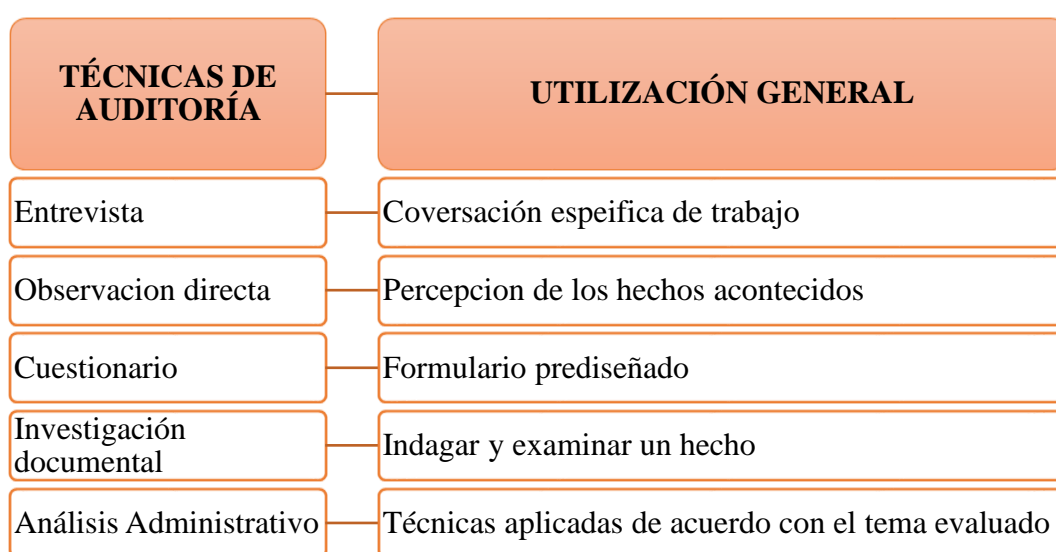 TÉCNICAS DE
AUDITORÍA
UTILIZACIÓN GENERAL
Entrevista
Coversación espeifica de trabajo
Observacion directa
Percepcion de los hechos acontecidos
Cuestionario
Formulario prediseñado
Investigación
documental
Indagar y examinar un hecho
Análisis Administrativo
Técnicas aplicadas de acuerdo con el tema evaluado